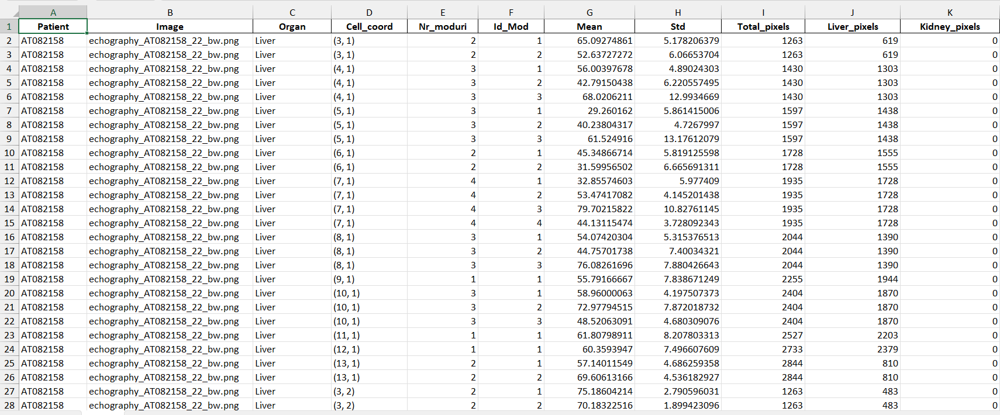 A B C D E F G H I J K
1 Patient Image Organ Cell_coord Nr_moduri Id_Mod Mean Std Total_pixels Liver_pixels Kidney_pixels
2 AT082158 echography_AT082158_22_bw.png Liver (3, 1) 2 1 65.09274861 5.178206379 1263 619 0
3 AT082158 echography_AT082158_22_bw.png Liver (3, 1) 2 2 52.63727272 6.06653704 1263 619 0
4 AT082158 echography_AT082158_22_bw.png Liver (4, 1) 3 1 56.00397678 4.89024303 1430 1303 0
5 AT082158 echography_AT082158_22_bw.png Liver (4, 1) 3 2 42.79150438 6.220557495 1430 1303 0
6 AT082158 echography_AT082158_22_bw.png Liver (4, 1) 3 3 68.0206211 12.9934669 1430 1303 0
7 AT082158 echography_AT082158_22_bw.png Liver (5, 1) 3 1 29.260162 5.861415006 1597 1438 0
8 AT082158 echography_AT082158_22_bw.png Liver (5, 1) 3 2 40.23804317 4.7267997 1597 1438 0
9 AT082158 echography_AT082158_22_bw.png Liver (5, 1) 3 3 61.524916 13.17612079 1597 1438 0
10 AT082158 echography_AT082158_22_bw.png Liver (6, 1) 2 1 45.34866714 5.819125598 1728 1555 0
11 AT082158 echography_AT082158_22_bw.png Liver (6, 1) 2 2 31.59956502 6.665691311 1728 1555 0
12 AT082158 echography_AT082158_22_bw.png Liver (7, 1) 4 1 32.85574603 5.977409 1935 1728 0
13 AT082158 echography_AT082158_22_bw.png Liver (7, 1) 4 2 53.47417082 4.145201438 1935 1728 0
14 AT082158 echography_AT082158_22_bw.png Liver (7, 1) 4 3 79.70215822 10.82761145 1935 1728 0
15 AT082158 echography_AT082158_22_bw.png Liver (7, 1) 4 4 44.13115474 3.728092343 1935 1728 0
16 AT082158 echography_AT082158_22_bw.png Liver (8, 1) 3 1 54.07420304 5.315376513 2044 1390 0
17 AT082158 echography_AT082158_22_bw.png Liver (8, 1) 3 2 44.75701738 7.40034321 2044 1390 0
18 AT082158 echography_AT082158_22_bw.png Liver (8, 1) 3 3 76.08261696 7.880426643 2044 1390 0
19 AT082158 echography_AT082158_22_bw.png Liver (9, 1) 1 1 55.79166667 7.838671249 2255 1944 0
20 AT082158 echography_AT082158_22_bw.png Liver (10, 1) 3 1 58.96000063 4.197507373 2404 1870 0
21 AT082158 echography_AT082158_22_bw.png Liver (10, 1) 3 2 72.97794515 7.872018732 2404 1870 0
22 AT082158 echography_AT082158_22_bw.png Liver (10, 1) 3 3 48.52063091 4.680309076 2404 1870 0
23 AT082158 echography_AT082158_22_bw.png Liver (11, 1) 1 1 61.80798911 8.207803313 2527 2203 0
24 AT082158 echography_AT082158_22_bw.png Liver (12, 1) 1 1 60.3593947 7.496607609 2733 2379 0
25 AT082158 echography_AT082158_22_bw.png Liver (13, 1) 2 1 57.14011549 4.686259358 2844 810 0
26 AT082158 echography_AT082158_22_bw.png Liver (13, 1) 2 2 69.60613166 4.536182927 2844 810 0
27 AT082158 echography_AT082158_22_bw.png Liver (3, 2) 2 1 75.18604214 2.790596031 1263 483 0
28 AT082158 echography_AT082158_22_bw.png Liver (3, 2) 2 2 70.18322516 1.899423096 1263 483 0